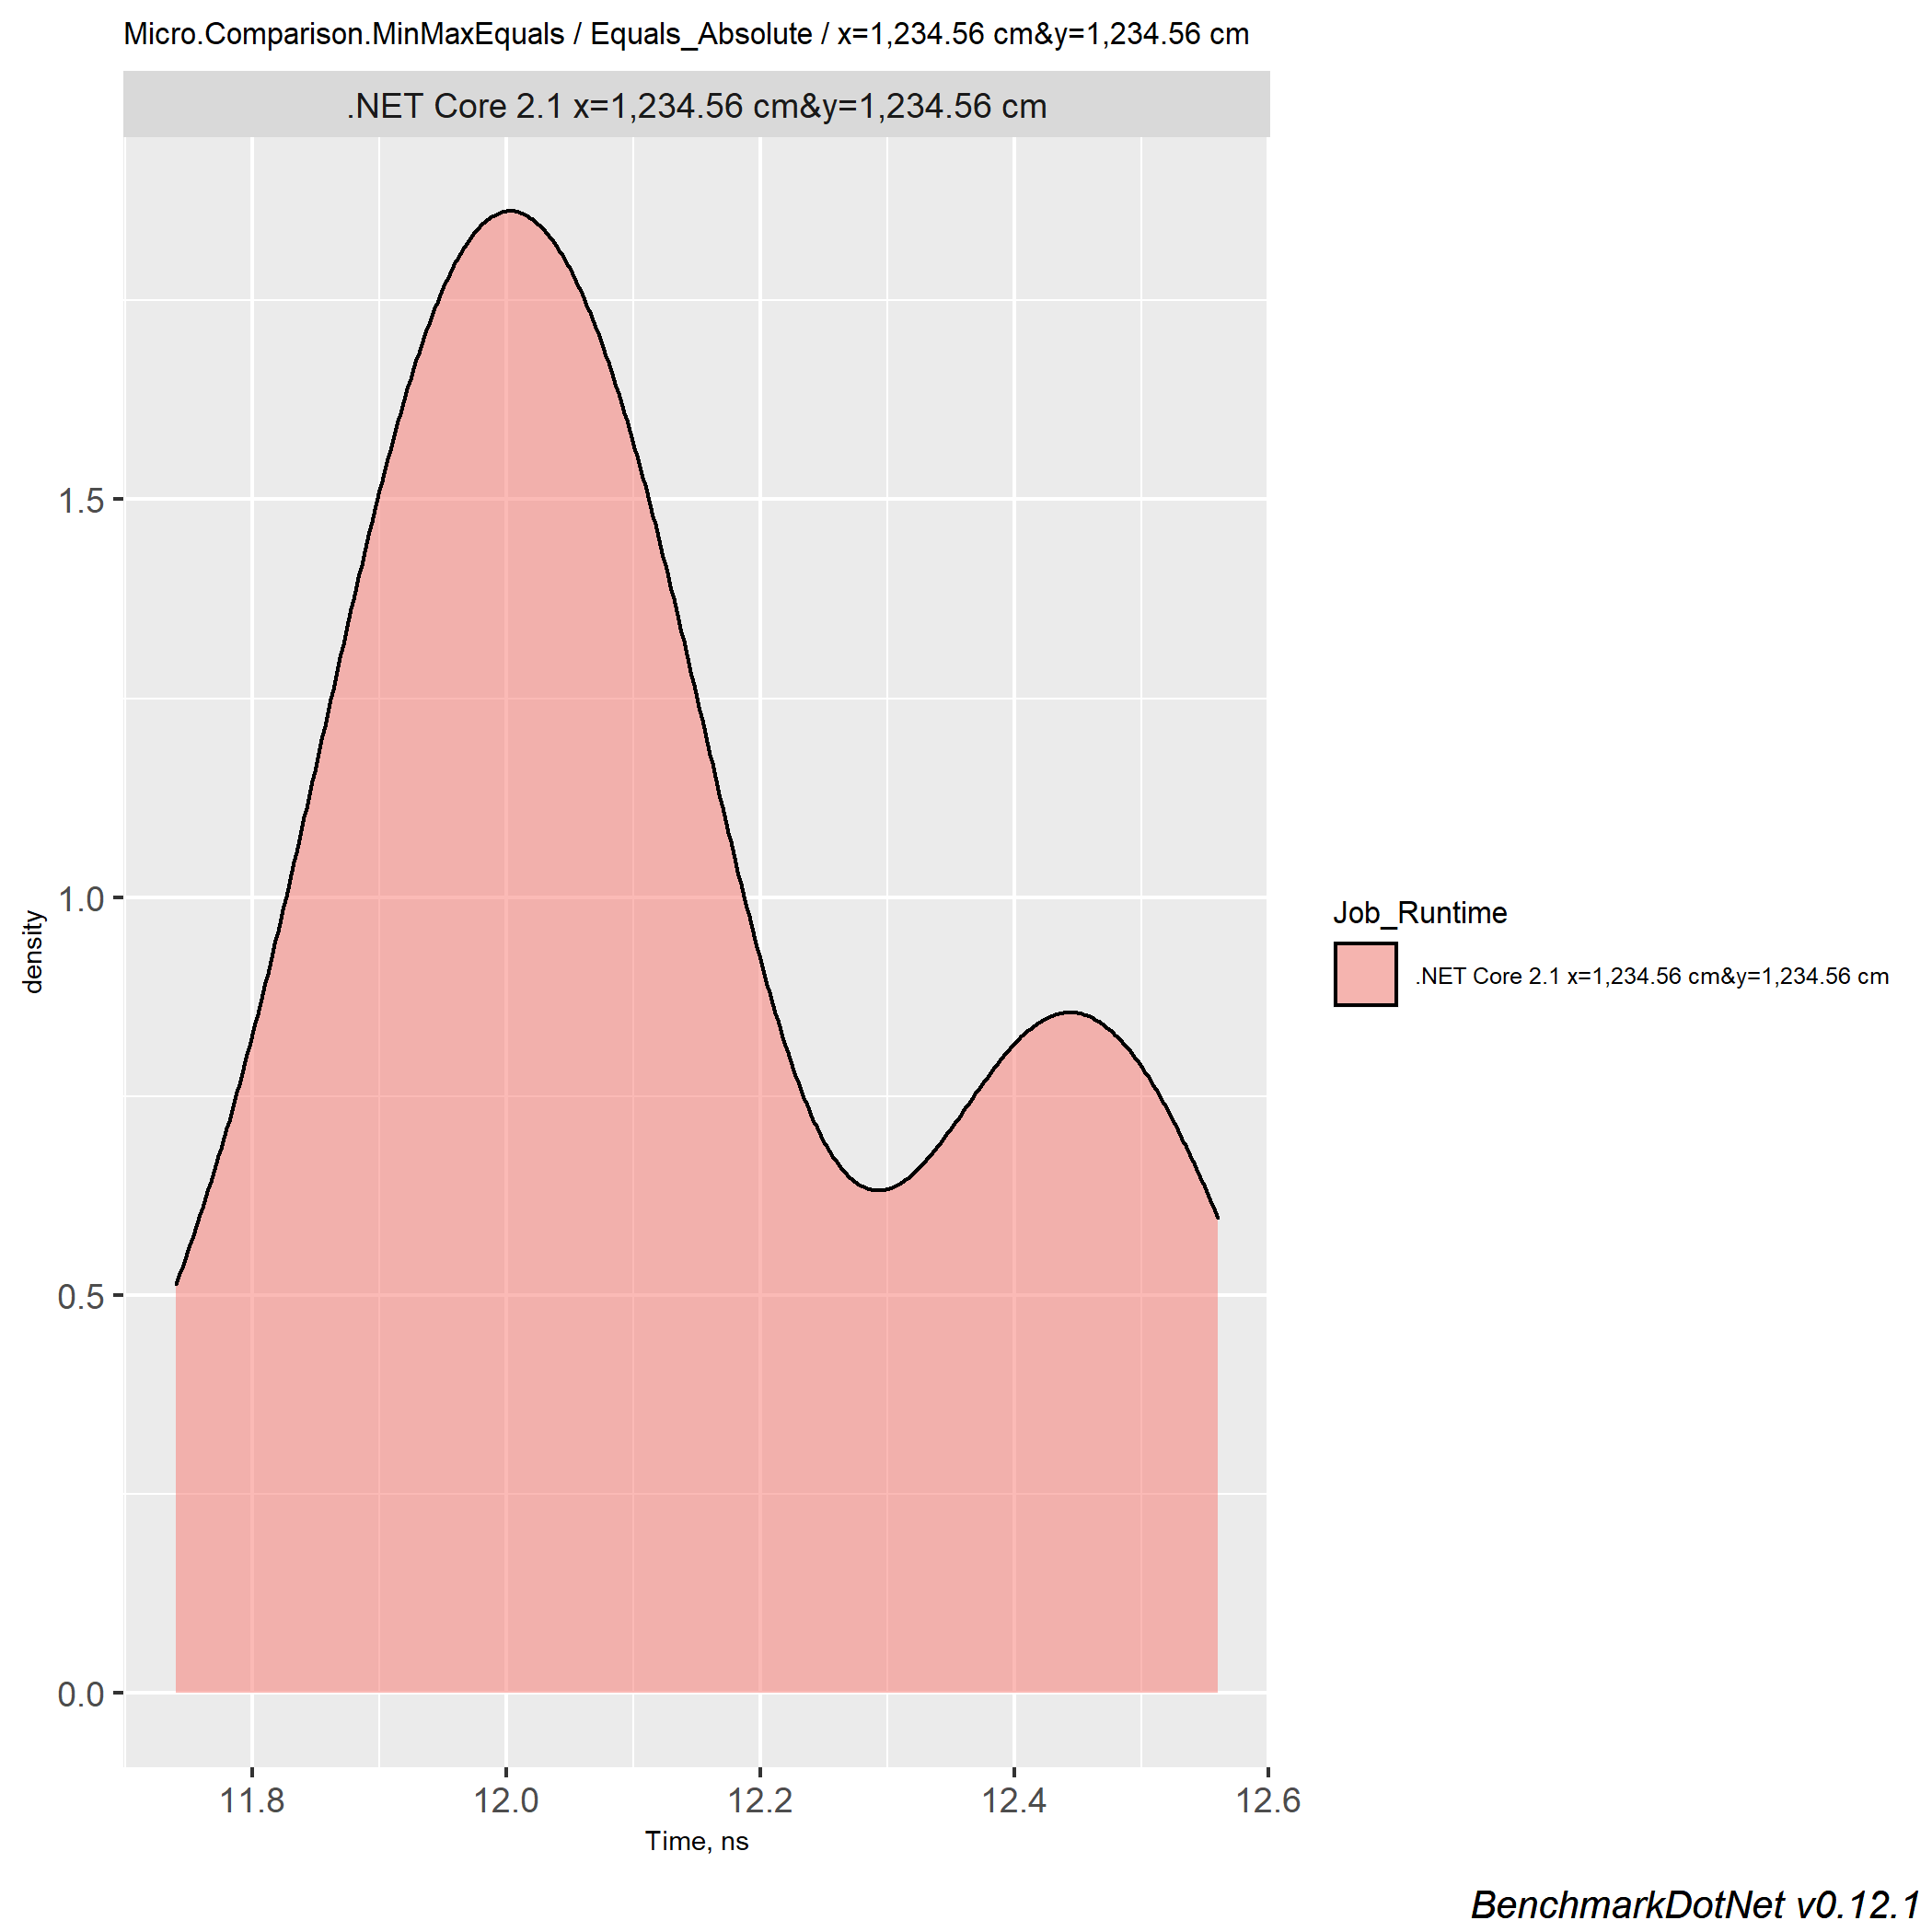 Micro.Comparison.MinMaxEquals / Equals_Absolute / x=1,234.56 cm&y=1,234.56 cm
.NET Core 2.1 x=1,234.56 cm&y=1,234.56 cm
1.5
1.0
0.5
0.0
density
11.8 12.0 12.2 12.4 12.6
Time, ns
Job_Runtime
.NET Core 2.1 x=1,234.56 cm&y=1,234.56 cm
BenchmarkDotNet v0.12.1